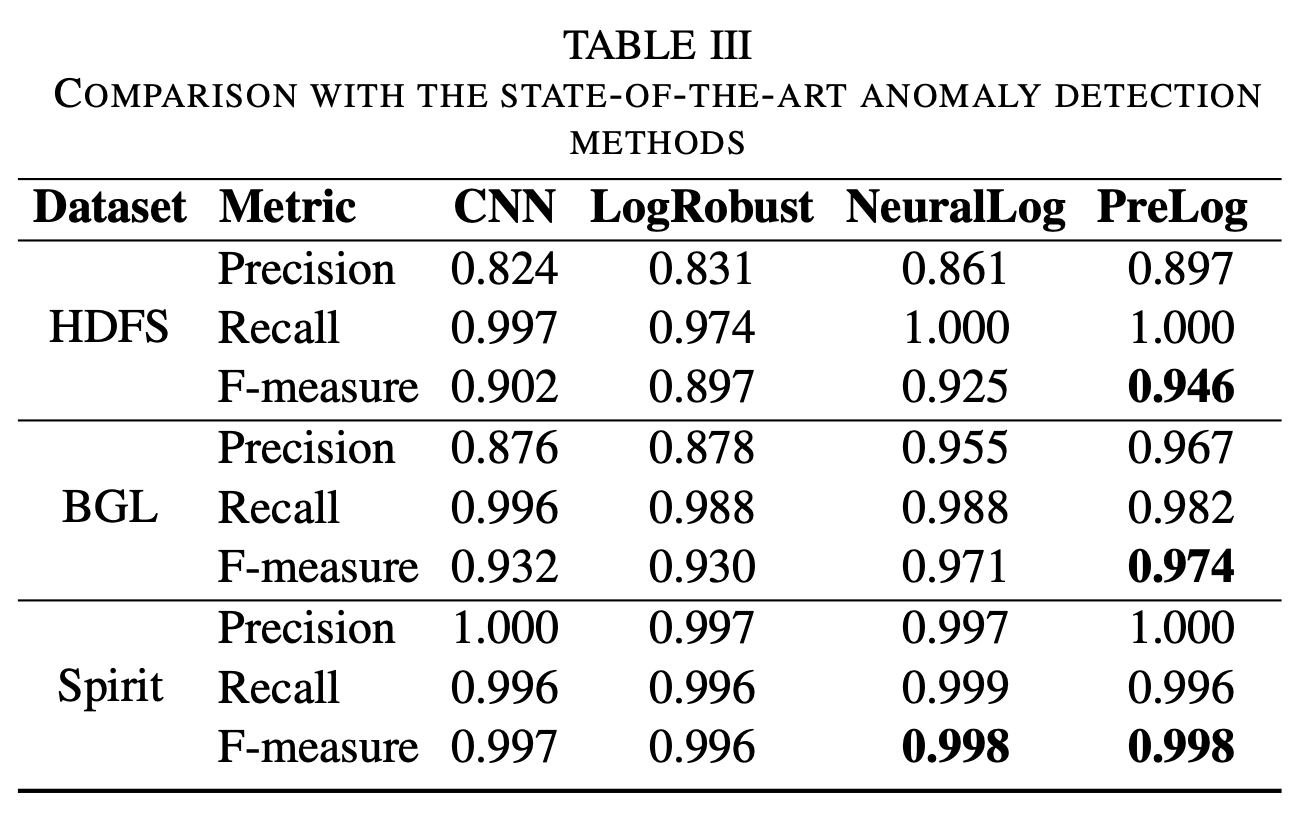 TABLE III
COMPARISON WITH THE STATE-OF-THE-ART ANOMALY DETECTION
METHODS
Dataset Metric CNN LogRobust NeuralLog PreLog
Precision 0.824 0.831 0.861 0.897
HDFS Recall 0.997 0.974 1.000 1.000
F-measure 0.902 0.897 0.925 0.946
Precision 0.876 0.878 0.955 0.967
BGL Recall 0.996 0.988 0.988 0.982
F-measure 0.932 0.930 0.971 0.974
Precision 1.000 0.997 0.997 1.000
Spirit Recall 0.996 0.996 0.999 0.996
F-measure 0.997 0.996 0.998 0.998